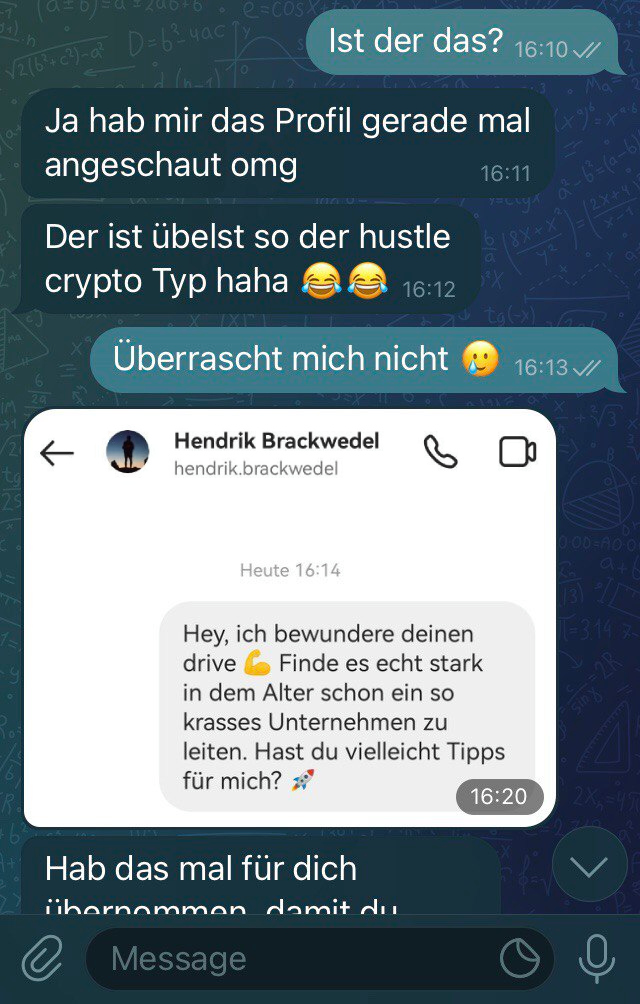 Ist der das? 16:10
Ja hab mir das Profil gerade mal
angeschaut omg 16:11
Der ist übelst so der hustle
crypto Typ haha 😂😂 16:12
Überrascht mich nicht 🥲 16:13
Hendrik Brackwedel
hendrik.brackwedel
Heute 16:14
Hey, ich bewundere deinen
drive 💪 Finde es echt stark
in dem Alter schon ein so
krasses Unternehmen zu
leiten. Hast du vielleicht Tipps
für mich? 🚀
16:20
Hab das mal für dich
übernommen, damit du
Message